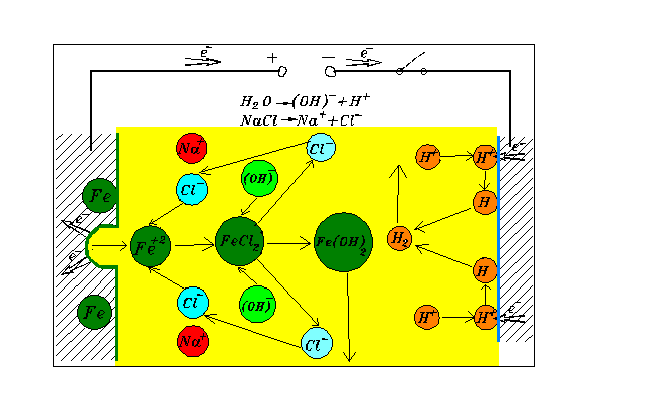 e⁻ + − e⁻
H₂O → (OH)⁻ + H⁺
NaCl → Na⁺ + Cl⁻
Na⁺ Cl⁻ H⁺ H⁺ e⁻
Fe Cl⁻ (OH)⁻ H
e⁻
Fe⁺² FeCl₂ Fe(OH)₂ H₂
e⁻ H
Fe Cl⁻ (OH)⁻ H⁺ H⁺ e⁻
Na⁺ Cl⁻